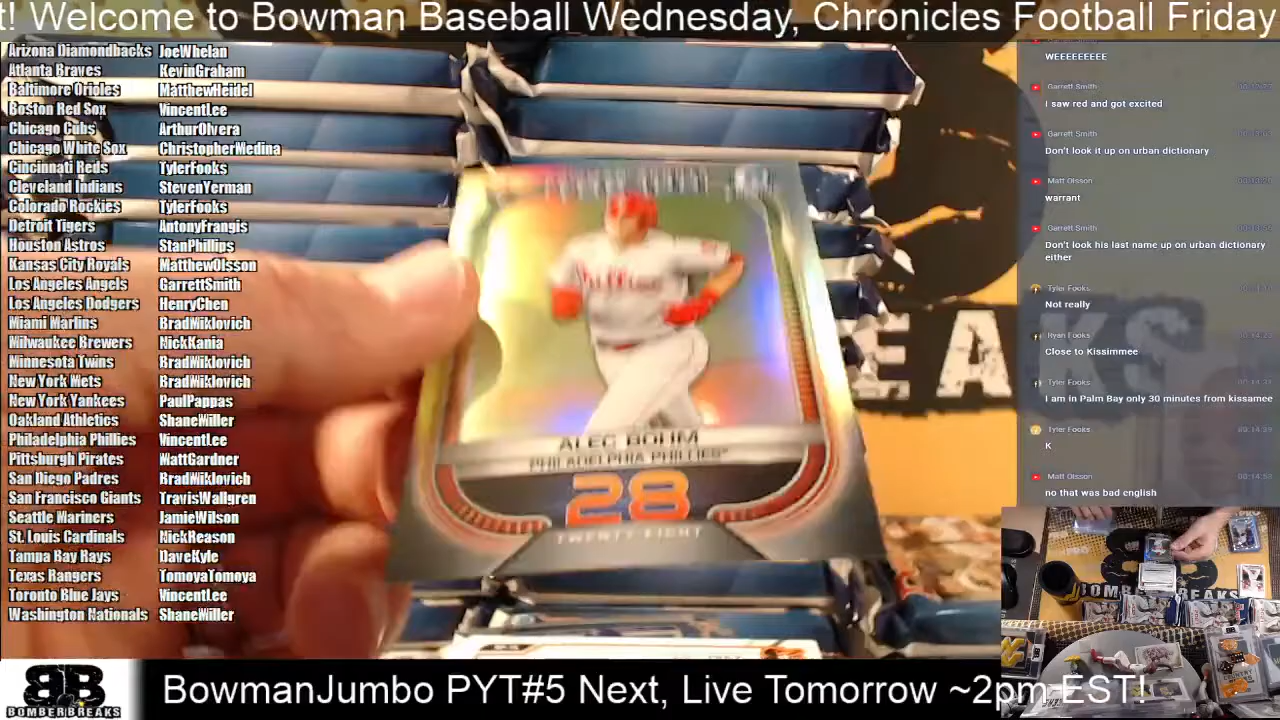 t! Welcome to Bowman Baseball Wednesday, Chronicles Football Friday
Arizona Diamondbacks JoeWhelan
Atlanta Braves KevinGraham
Baltimore Orioles MatthewHeidel
Boston Red Sox VincentLee
Chicago Cubs ArthurOlvera
Chicago White Sox ChristopherMedina
Cincinnati Reds TylerFooks
Cleveland Indians StevenYerman
Colorado Rockies TylerFooks
Detroit Tigers AntonyFrangis
Houston Astros StanPhillips
Kansas City Royals MatthewOlsson
Los Angeles Angels GarrettSmith
Los Angeles Dodgers HenryChen
Miami Marlins BradMiklovich
Milwaukee Brewers NickKania
Minnesota Twins BradMiklovich
New York Mets BradMiklovich
New York Yankees PaulPappas
Oakland Athletics ShaneMiller
Philadelphia Phillies VincentLee
Pittsburgh Pirates MattGardner
San Diego Padres BradMiklovich
San Francisco Giants TravisWallgren
Seattle Mariners JamieWilson
St. Louis Cardinals NickReason
Tampa Bay Rays DaveKyle
Texas Rangers TomoyaTomoya
Toronto Blue Jays VincentLee
Washington Nationals ShaneMiller
Phillies
ALEC BOHM
PHILADELPHIA PHILLIES
28
TWENTY-EIGHT
EAKS
WEEEEEEEEE
Garrett Smith
I saw red and got excited
Garrett Smith
Don't look it up on urban dictionary
Matt Olsson
warrant
Garrett Smith
Don't look his last name up on urban dictionary
either
Tyler Fooks
Not really
Ryan Fooks
Close to Kissimmee
Tyler Fooks
I am in Palm Bay only 30 minutes from kissamee
Tyler Fooks
K
Matt Olsson
no that was bad english
BOMBERBREAKS
BB
BOMBERBREAKS
BowmanJumbo PYT#5 Next, Live Tomorrow ~2pm EST!